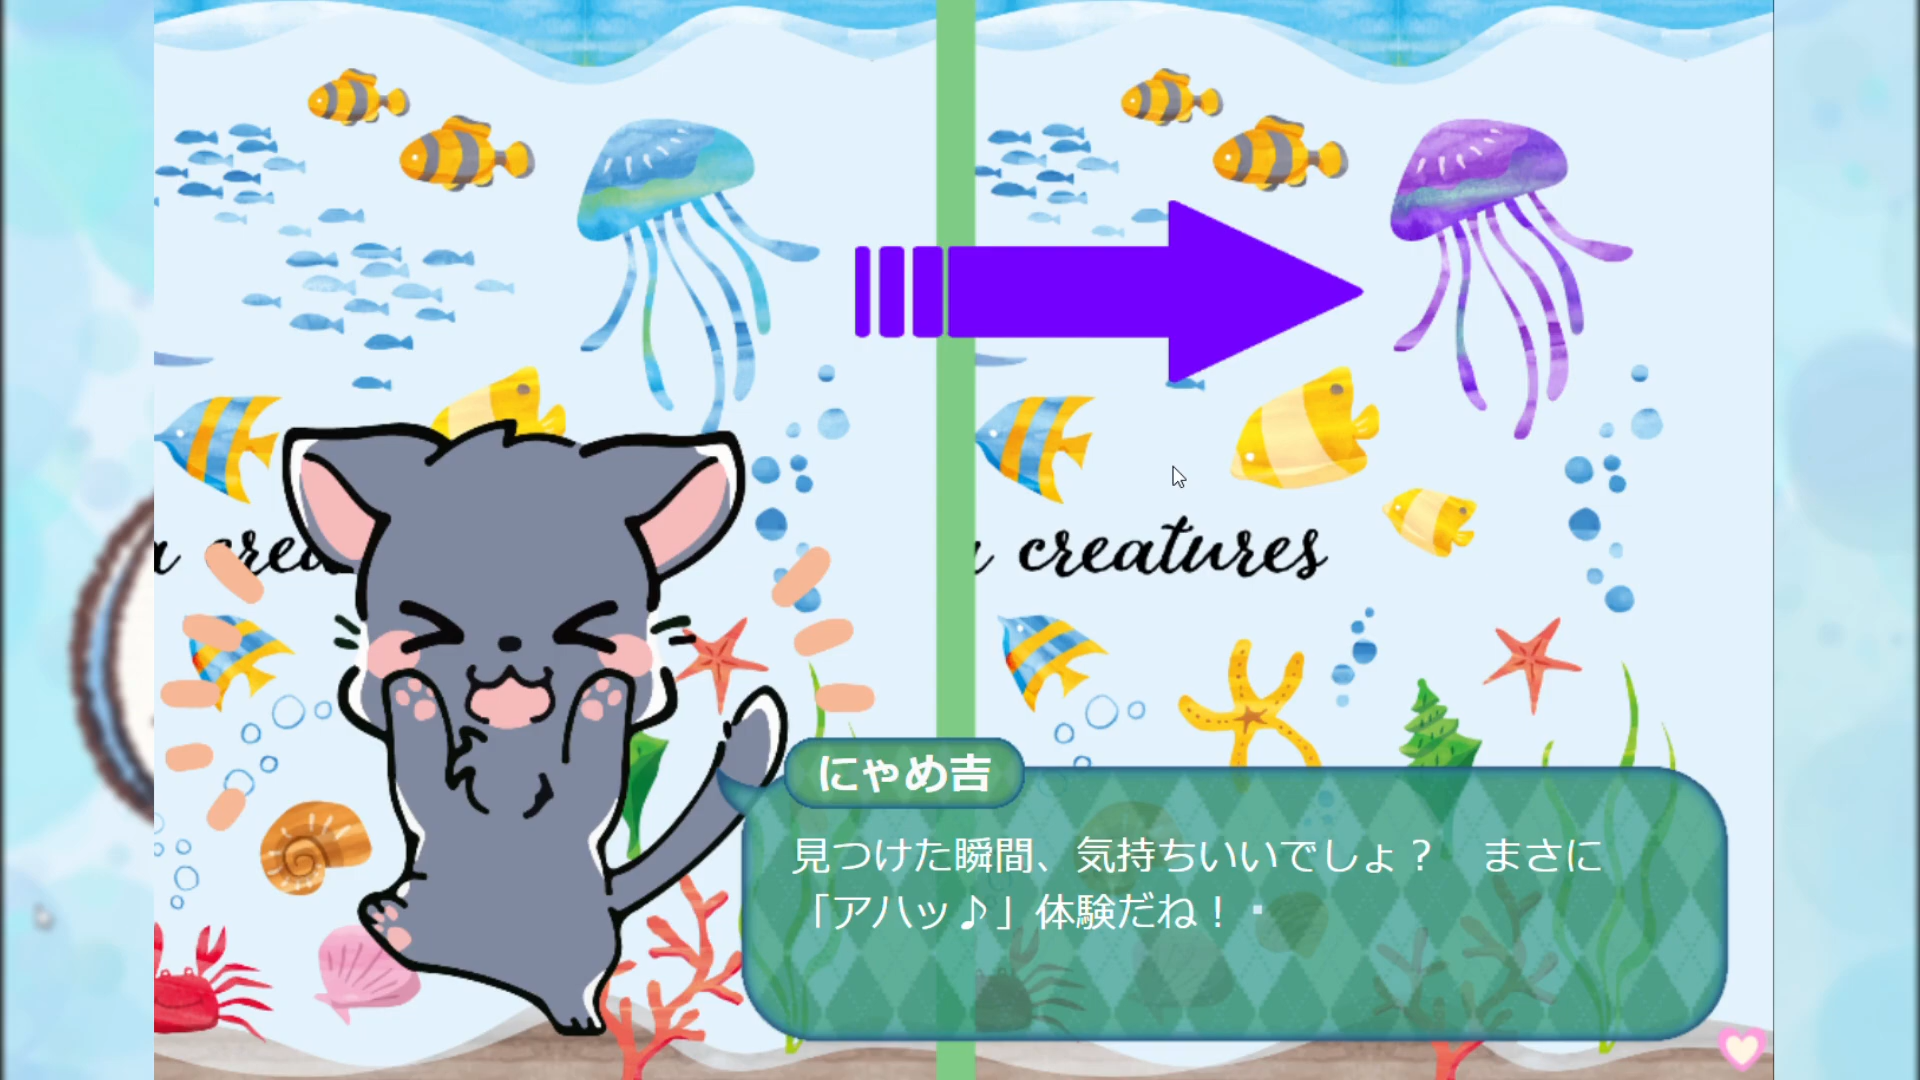 a crea
creatures
にゃめ吉
見つけた瞬間、気持ちいいでしょ？　まさに
「アハッ♪」体験だね！